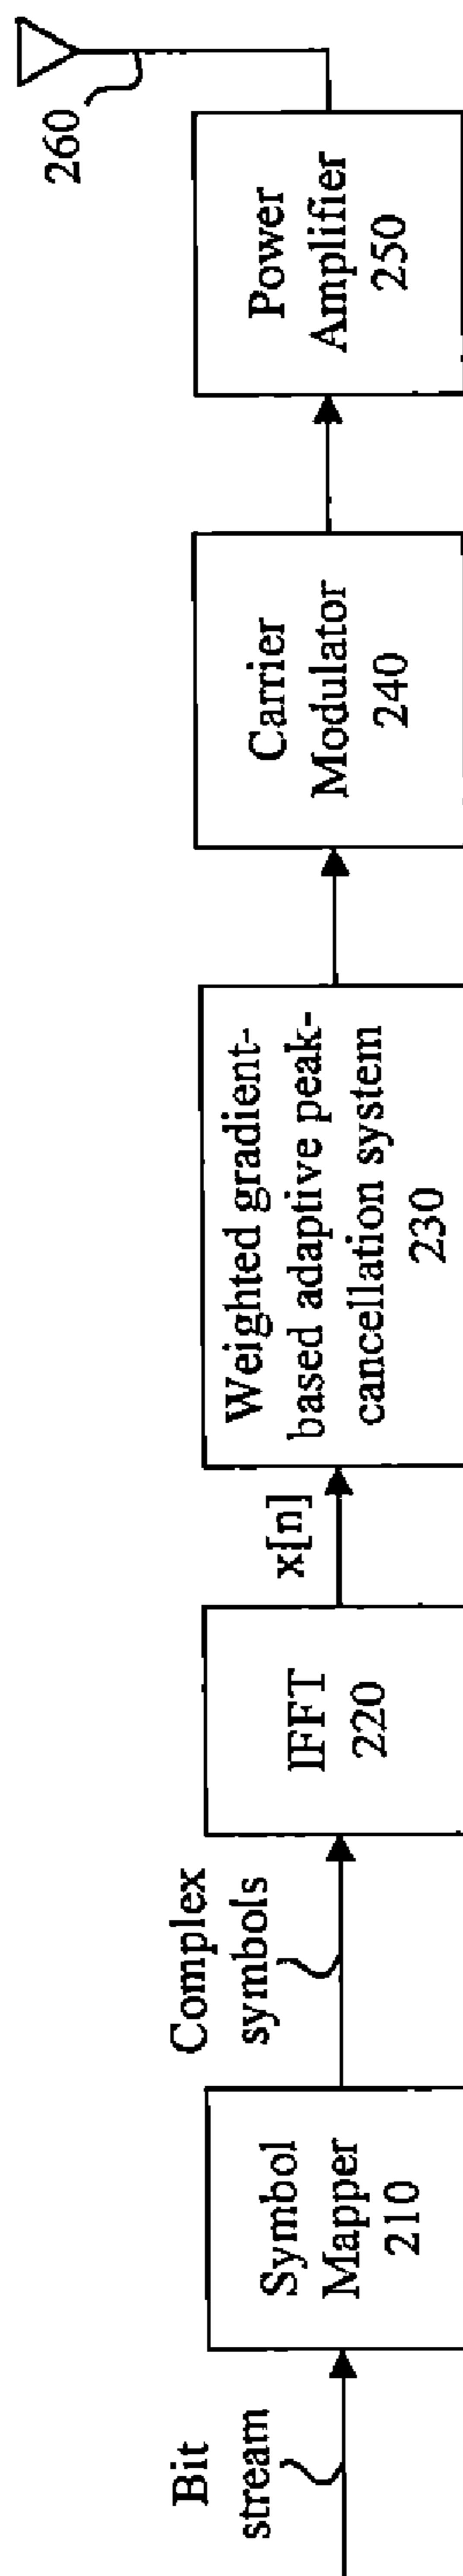 Bit
stream
Symbol
Mapper
210
Complex
symbols
IFFT
220
x[n]
Weighted gradient-
based adaptive peak-
cancellation system
230
Carrier
Modulator
240
Power
Amplifier
250
260